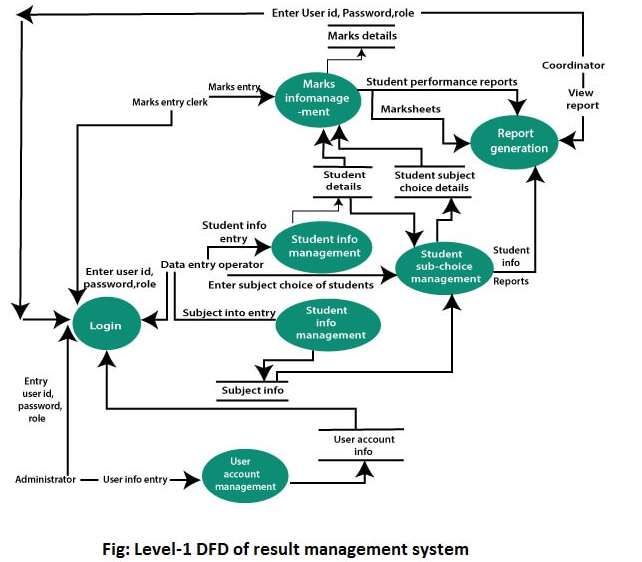 Enter User id, Password,role
Marks details
Coordinator
View
report
Marks
infomanage
-ment
Marks entry
Marks entry clerk
Student performance reports
Marksheets
Report
generation
Student
details
Student subject
choice details
Student info
entry
Student info
management
Data entry operator
Enter user id,
password,role
Student
sub-choice
management
Student
info
Reports
Enter subject choice of students
Login
Subject into entry
Student
info
management
Entry
user id,
password,
role
Subject info
User account
info
Administrator
User info entry
User
account
management
Fig: Level-1 DFD of result management system